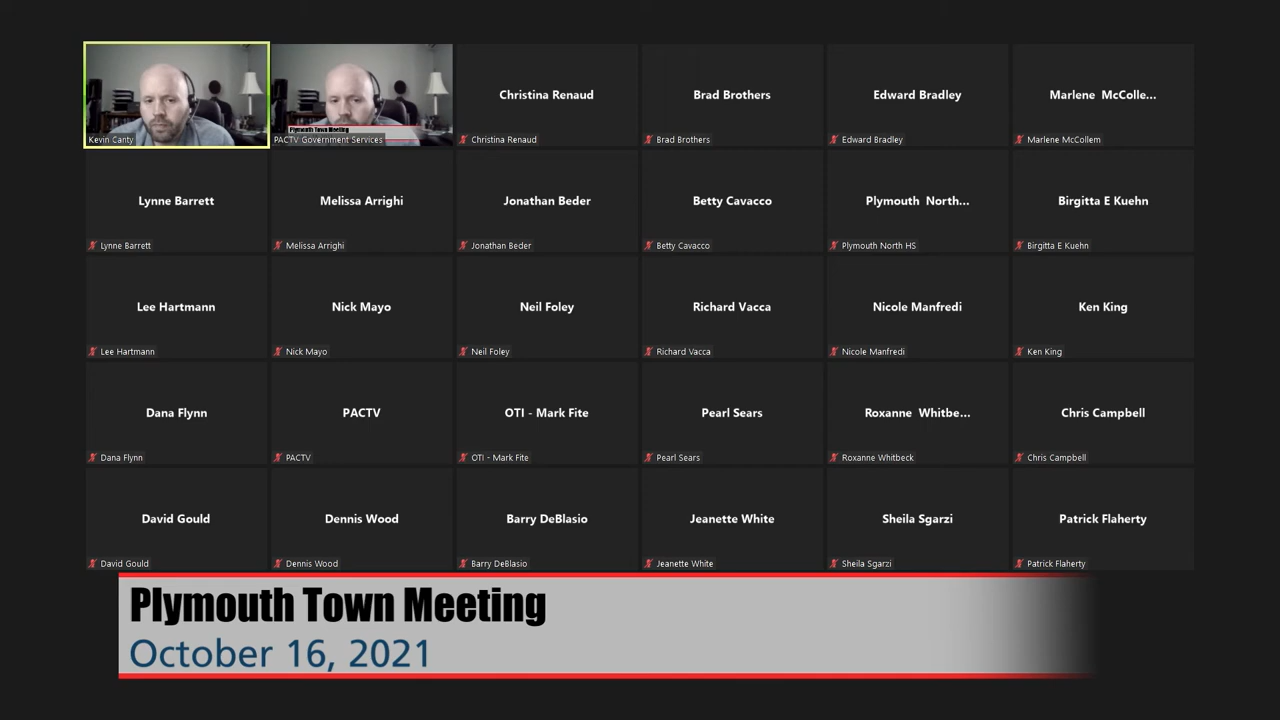 Kevin Canty
Plymouth Town Meeting
PACTV Government Services
Christina Renaud
Christina Renaud
Brad Brothers
Brad Brothers
Edward Bradley
Edward Bradley
Marlene McColle...
Marlene McCollem
Lynne Barrett
Lynne Barrett
Melissa Arrighi
Melissa Arrighi
Jonathan Beder
Jonathan Beder
Betty Cavacco
Betty Cavacco
Plymouth North...
Plymouth North HS
Birgitta E Kuehn
Birgitta E Kuehn
Lee Hartmann
Lee Hartmann
Nick Mayo
Nick Mayo
Neil Foley
Neil Foley
Richard Vacca
Richard Vacca
Nicole Manfredi
Nicole Manfredi
Ken King
Ken King
Dana Flynn
Dana Flynn
PACTV
PACTV
OTI - Mark Fite
OTI - Mark Fite
Pearl Sears
Pearl Sears
Roxanne Whitbe...
Roxanne Whitbeck
Chris Campbell
Chris Campbell
David Gould
David Gould
Dennis Wood
Dennis Wood
Barry DeBlasio
Barry DeBlasio
Jeanette White
Jeanette White
Sheila Sgarzi
Sheila Sgarzi
Patrick Flaherty
Patrick Flaherty
Plymouth Town Meeting
October 16, 2021